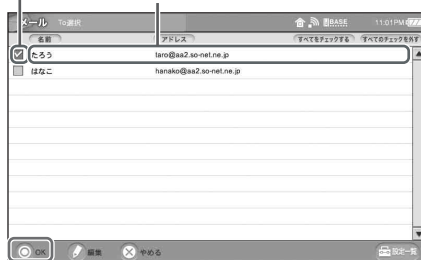 メール To選択 BASE 11:01PM
名前 アドレス すべてをチェックする すべてのチェックを外す
たろう taro@aa2.so-net.ne.jp
はなこ hanako@aa2.so-net.ne.jp
OK 編集 やめる 設定一覧